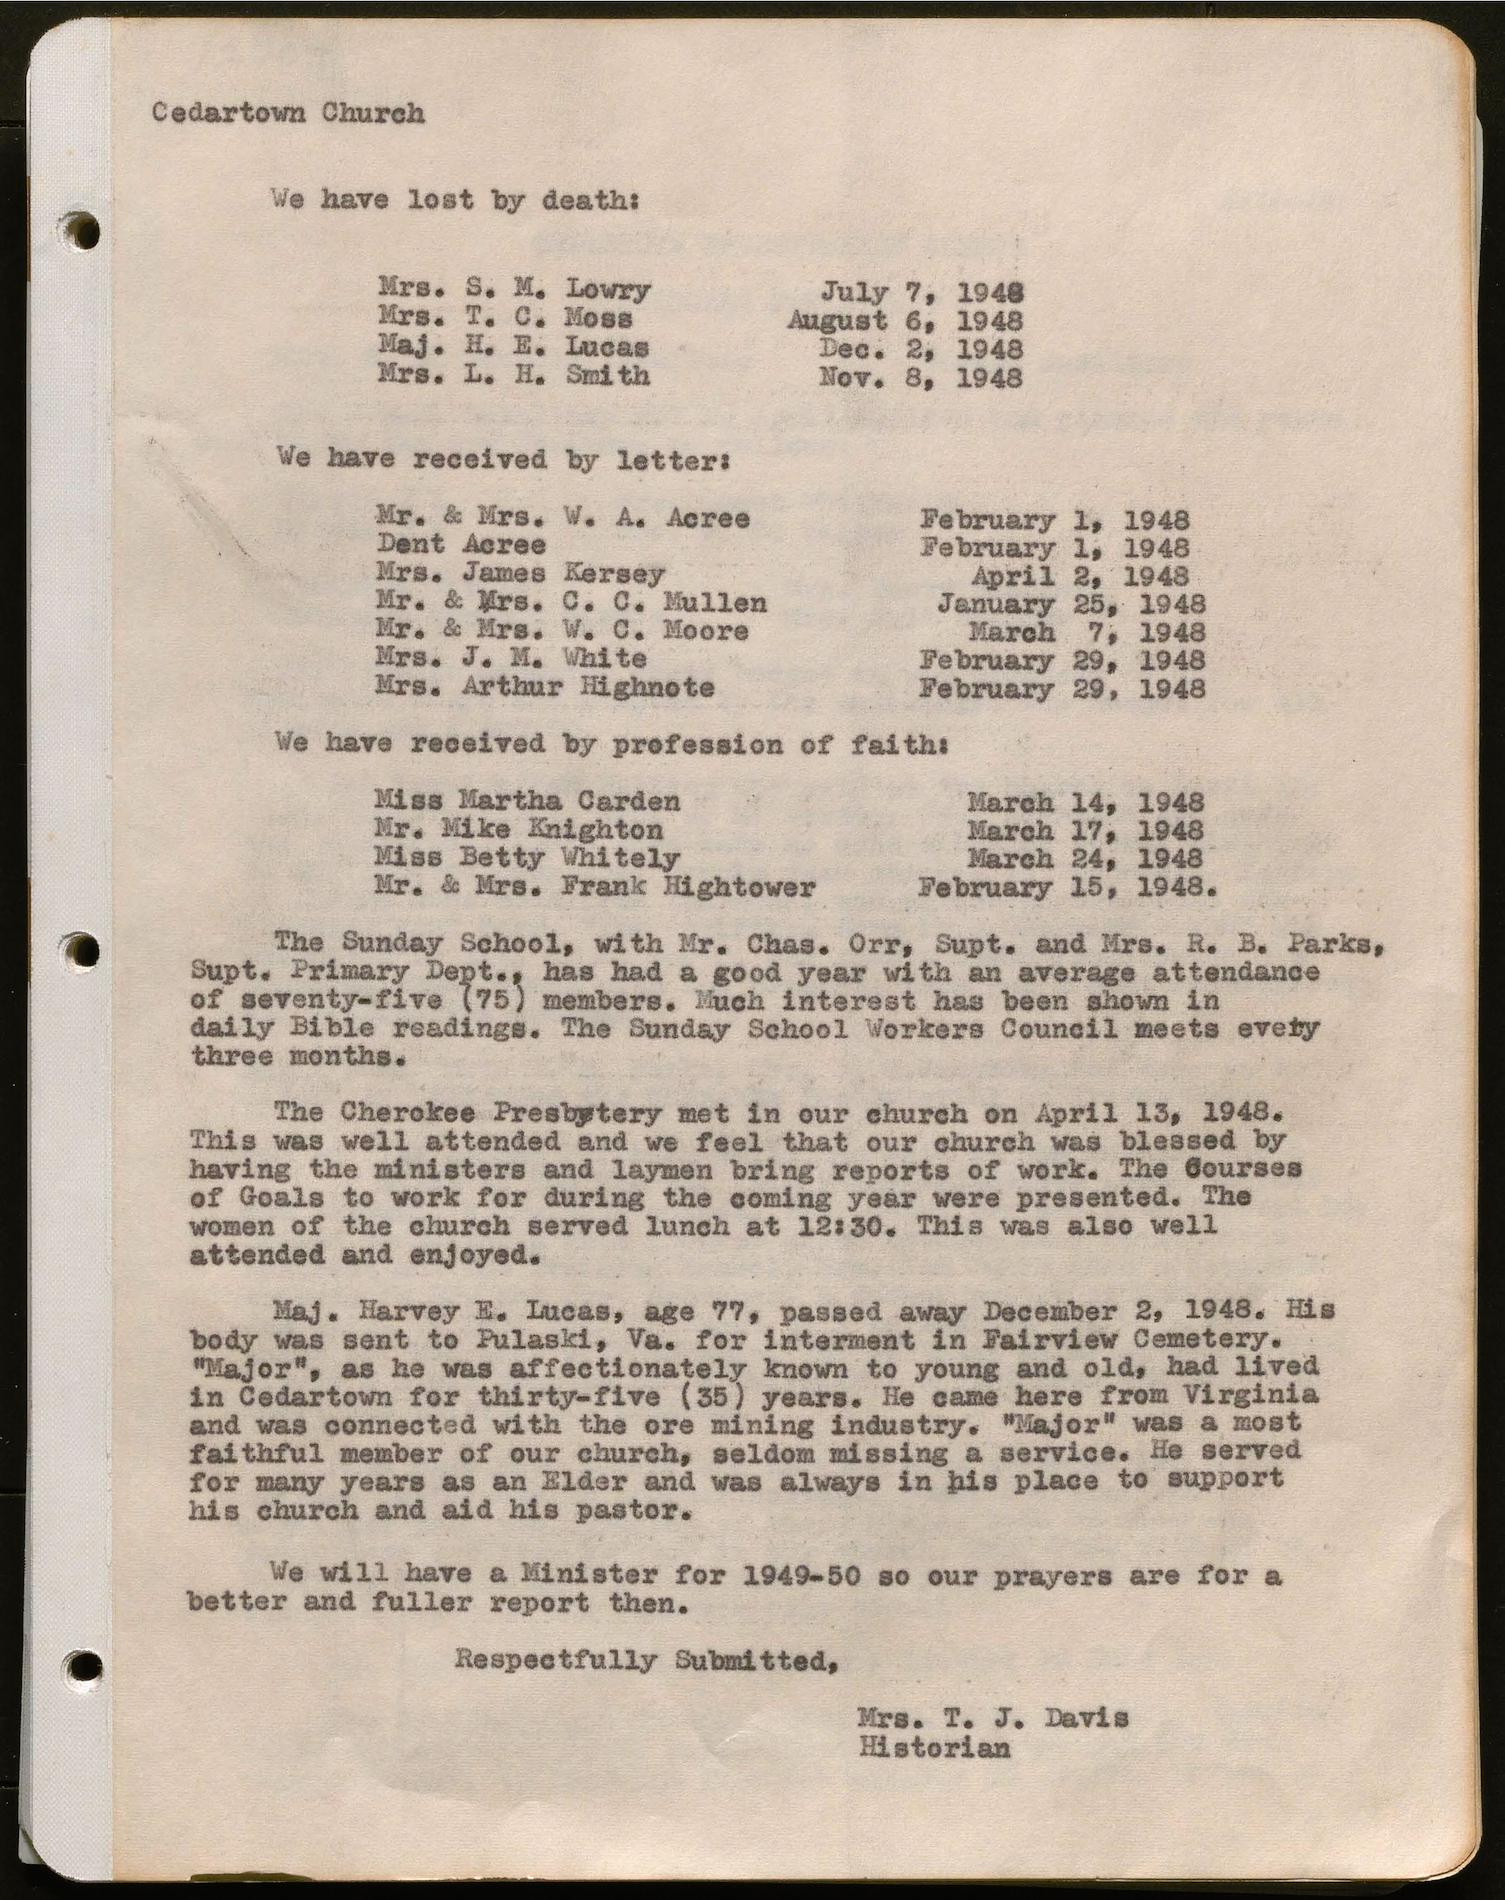 Cedartown Church
We have lost by death:
Mrs. S. M. Lowry July 7, 1948
Mrs. T. C. Moss August 6, 1948
Maj. H. E. Lucas Dec. 2, 1948
Mrs. L. H. Smith Nov. 8, 1948
We have received by letter:
Mr. & Mrs. W. A. Acree February 1, 1948
Dent Acree February 1, 1948
Mrs. James Kersey April 2, 1948
Mr. & Mrs. C. C. Mullen January 25, 1948
Mr. & Mrs. W. C. Moore March 7, 1948
Mrs. J. M. White February 29, 1948
Mrs. Arthur Highnote February 29, 1948
We have received by profession of faith:
Miss Martha Carden March 14, 1948
Mr. Mike Knighton March 17, 1948
Miss Betty Whitely March 24, 1948
Mr. & Mrs. Frank Hightower February 15, 1948.
The Sunday School, with Mr. Chas. Orr, Supt. and Mrs. R. B. Parks,
Supt. Primary Dept., has had a good year with an average attendance
of seventy-five (75) members. Much interest has been shown in
daily Bible readings. The Sunday School Workers Council meets every
three months.
The Cherokee Presbytery met in our church on April 13, 1948.
This was well attended and we feel that our church was blessed by
having the ministers and laymen bring reports of work. The Courses
of Goals to work for during the coming year were presented. The
women of the church served lunch at 12:30. This was also well
attended and enjoyed.
Maj. Harvey E. Lucas, age 77, passed away December 2, 1948. His
body was sent to Pulaski, Va. for interment in Fairview Cemetery.
"Major", as he was affectionately known to young and old, had lived
in Cedartown for thirty-five (35) years. He came here from Virginia
and was connected with the ore mining industry. "Major" was a most
faithful member of our church, seldom missing a service. He served
for many years as an Elder and was always in his place to support
his church and aid his pastor.
We will have a Minister for 1949-50 so our prayers are for a
better and fuller report then.
Respectfully Submitted,
Mrs. T. J. Davis
Historian